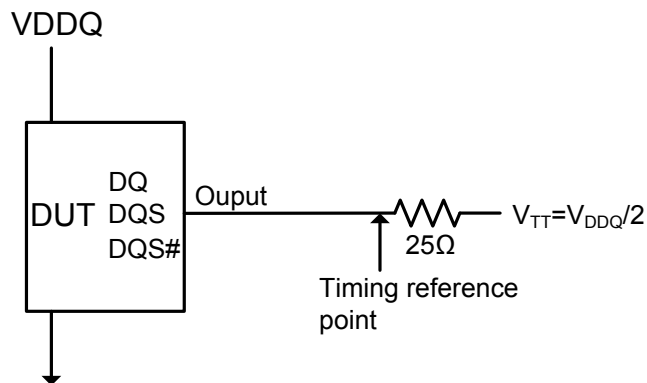 VDDQ
DUT
DQ
DQS
DQS#
Ouput
25Ω
V_TT=V_DDQ/2
Timing reference
point